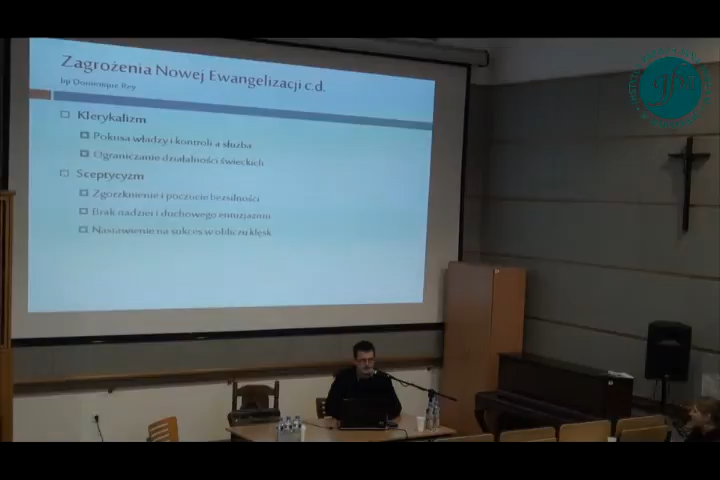 Zagrożenia Nowej Ewangelizacji c.d.
bp Dominique Rey
Klerykalizm
Pokusa władzy i kontroli a służba
Ograniczanie działalności świeckich
Sceptycyzm
Zgorzknienie i poczucie bezsilności
Brak nadziei i duchowego entuzjazmu
Nastawienie na sukces w obliczu klęsk